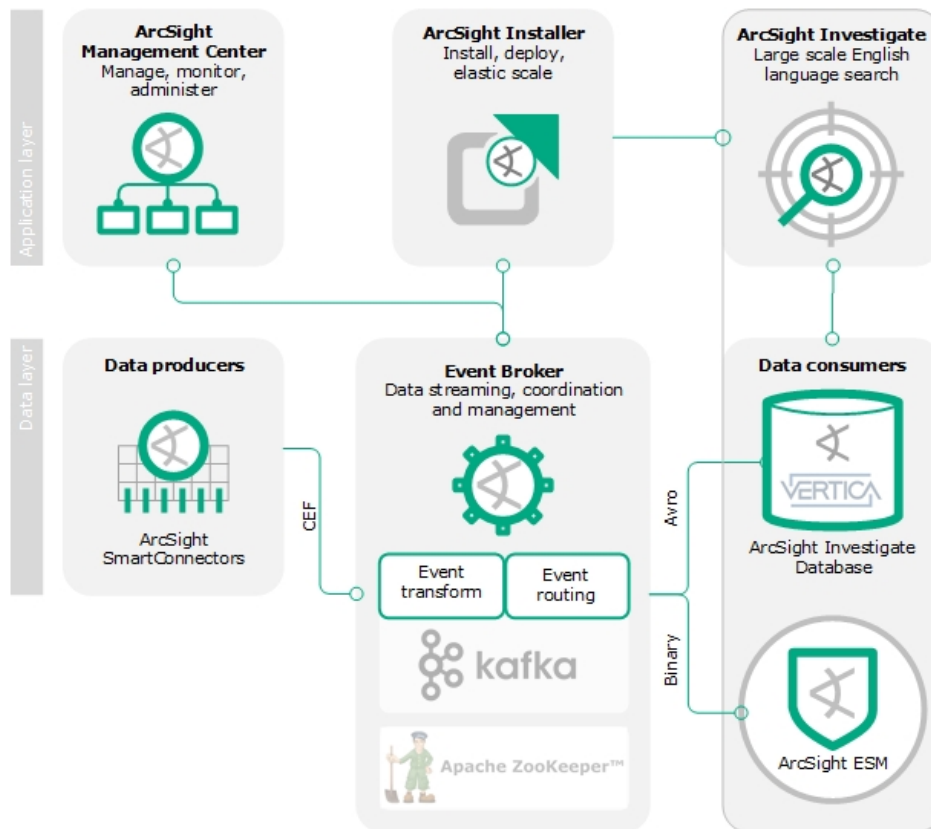 Application layer
ArcSight
Management Center
Manage, monitor,
administer
ArcSight Installer
Install, deploy,
elastic scale
ArcSight Investigate
Large scale English
language search
Data layer
Data producers
ArcSight
SmartConnectors
CEF
Event Broker
Data streaming, coordination
and management
Event
transform
Event
routing
kafka
Apache ZooKeeper™
Avro
Binary
Data consumers
VERTICA
ArcSight Investigate
Database
ArcSight ESM